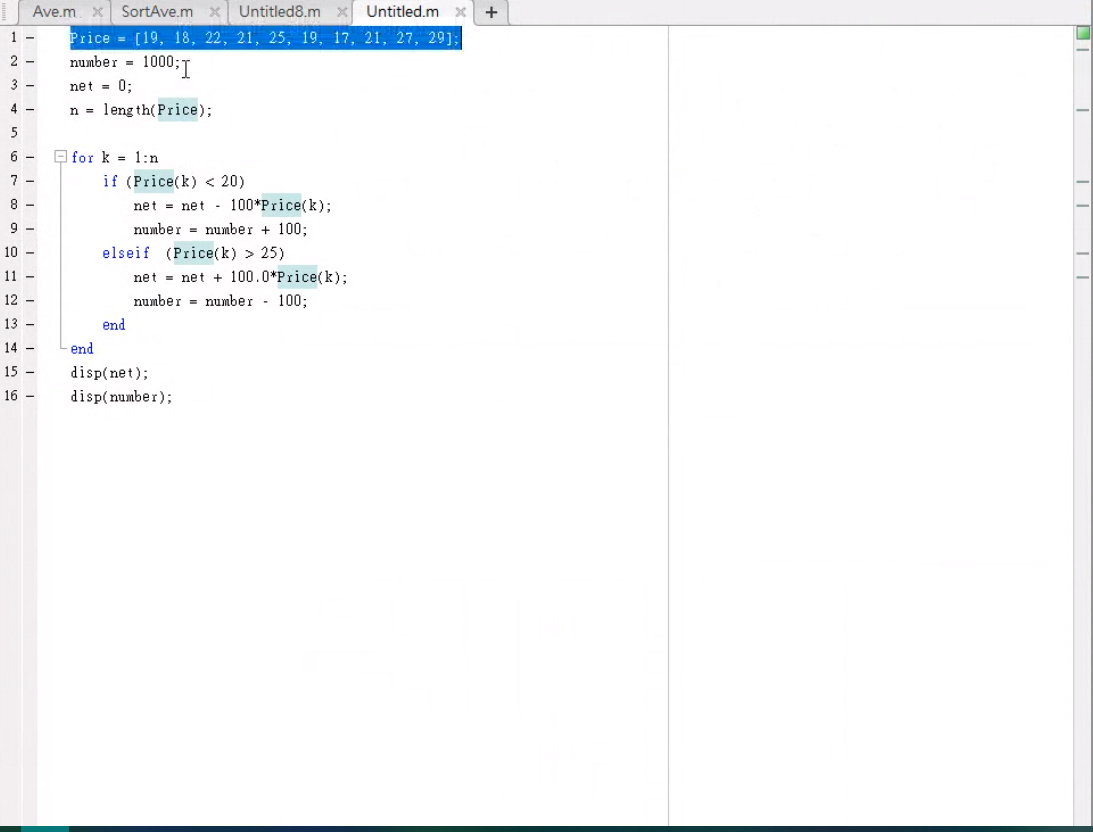 Ave.m SortAve.m Untitled8.m Untitled.m +
1 Price = [19, 18, 22, 21, 25, 19, 17, 21, 27, 29];
2 number = 1000;
3 net = 0;
4 n = length(Price);
5
6 for k = 1:n
7 if (Price(k) < 20)
8 net = net - 100*Price(k);
9 number = number + 100;
10 elseif (Price(k) > 25)
11 net = net + 100.0*Price(k);
12 number = number - 100;
13 end
14 end
15 disp(net);
16 disp(number);